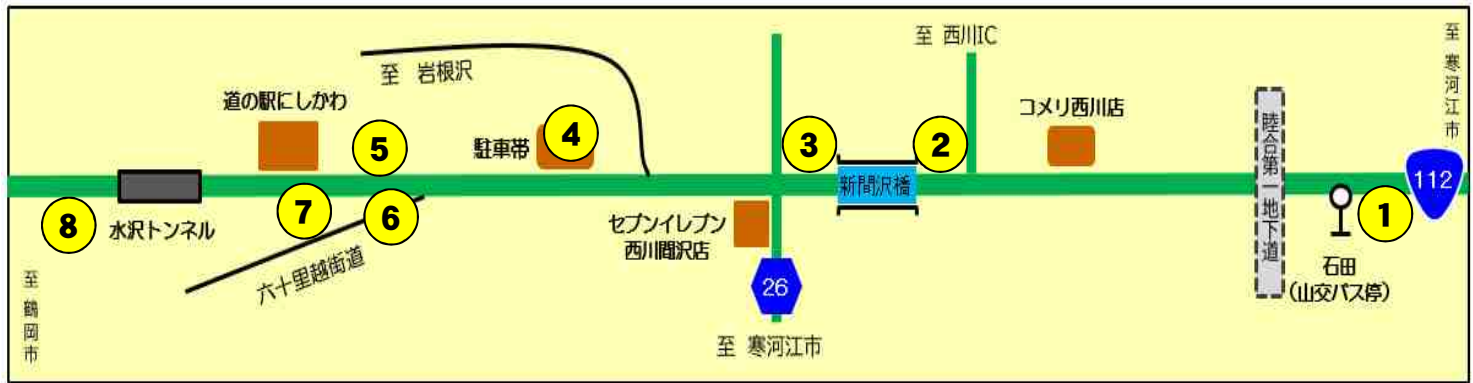 至 西川IC
至 寒河江市
至 岩根沢
道の駅にしかわ
コメリ西川店
駐車帯
陸合第一地下道
112
新間沢橋
水沢トンネル
セブンイレブン
西川間沢店
六十里越街道
26
石田
(山交バス停)
至 鶴岡市
至 寒河江市
1
2
3
4
5
6
7
8